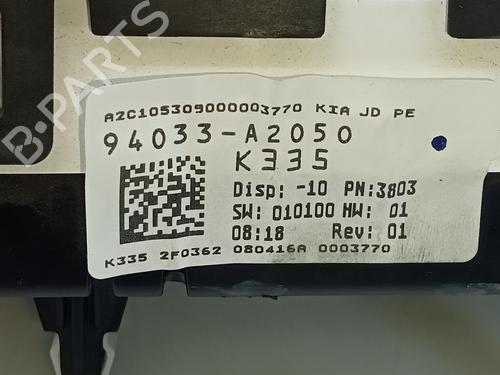 B-PARTS
A2C10530900003770 KIA JD PE
94033-A2050
K335
Disp: -10 PN:3803
SW: 010100 HW: 01
08:18 Rev: 01
K335 2F0362 080416A 0003770